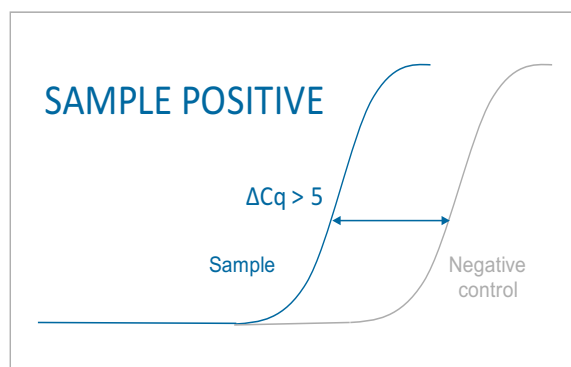 SAMPLE POSITIVE
ΔCq > 5
Sample
Negative
control